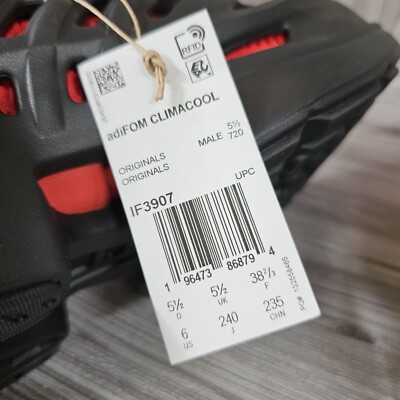 RFID
adiFOM CLIMACOOL
MALE 5½
720
ORIGINALS
ORIGINALS
IF3907
UPC
1 96473 86879 4
5½ 5½ 38⅔
D UK F
6 240 235
US J CHN